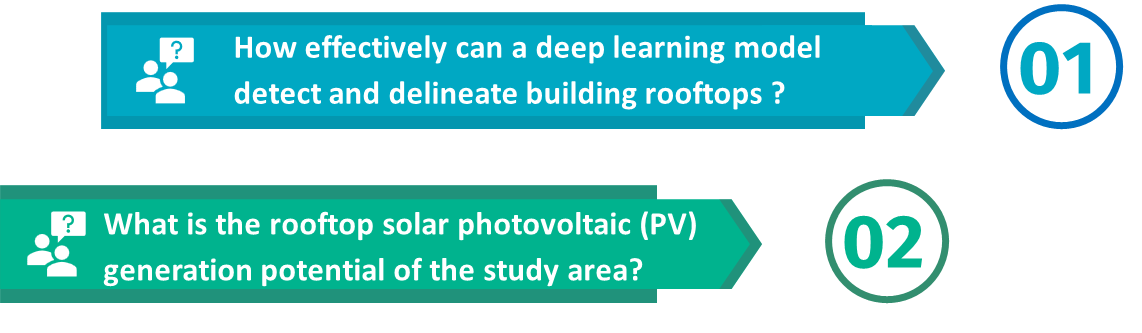 How effectively can a deep learning model
detect and delineate building rooftops ?
01
What is the rooftop solar photovoltaic (PV)
generation potential of the study area?
02